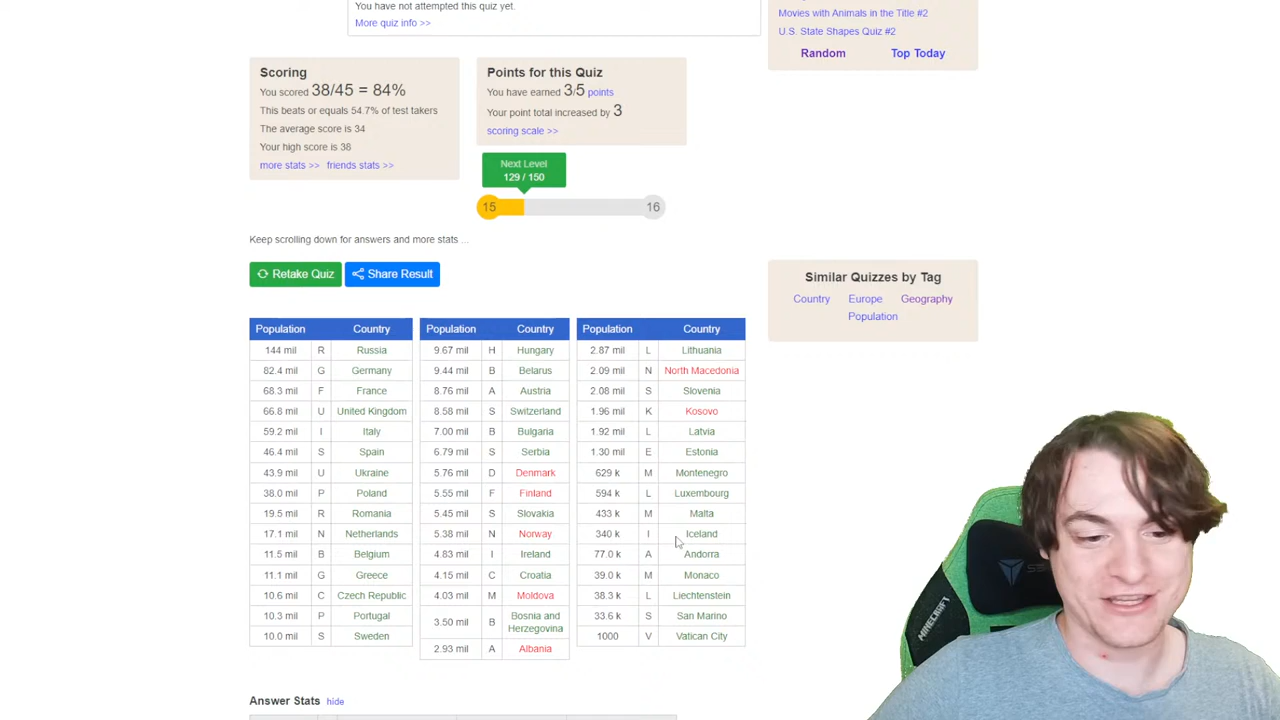 You have not attempted this quiz yet.
More quiz info >>
Movies with Animals in the Title #2
U.S. State Shapes Quiz #2
Random Top Today
Scoring
You scored 38/45 = 84%
This beats or equals 54.7% of test takers
The average score is 34
Your high score is 38
more stats >> friends stats >>
Points for this Quiz
You have earned 3/5 points
Your point total increased by 3
scoring scale >>
Next Level
129 / 150
15 16
Keep scrolling down for answers and more stats ...
Retake Quiz Share Result
Similar Quizzes by Tag
Country Europe Geography
Population
Population Country
144 mil R Russia
82.4 mil G Germany
68.3 mil F France
66.8 mil U United Kingdom
59.2 mil I Italy
46.4 mil S Spain
43.9 mil U Ukraine
38.0 mil P Poland
19.5 mil R Romania
17.1 mil N Netherlands
11.5 mil B Belgium
11.1 mil G Greece
10.6 mil C Czech Republic
10.3 mil P Portugal
10.0 mil S Sweden
Population Country
9.67 mil H Hungary
9.44 mil B Belarus
8.76 mil A Austria
8.58 mil S Switzerland
7.00 mil B Bulgaria
6.79 mil S Serbia
5.76 mil D Denmark
5.55 mil F Finland
5.45 mil S Slovakia
5.38 mil N Norway
4.83 mil I Ireland
4.15 mil C Croatia
4.03 mil M Moldova
3.50 mil B Bosnia and
Herzegovina
2.93 mil A Albania
Population Country
2.87 mil L Lithuania
2.09 mil N North Macedonia
2.08 mil S Slovenia
1.96 mil K Kosovo
1.92 mil L Latvia
1.30 mil E Estonia
629 k M Montenegro
594 k L Luxembourg
433 k M Malta
340 k I Iceland
77.0 k A Andorra
39.0 k M Monaco
38.3 k L Liechtenstein
33.6 k S San Marino
1000 V Vatican City
Answer Stats hide
MINECRAFT